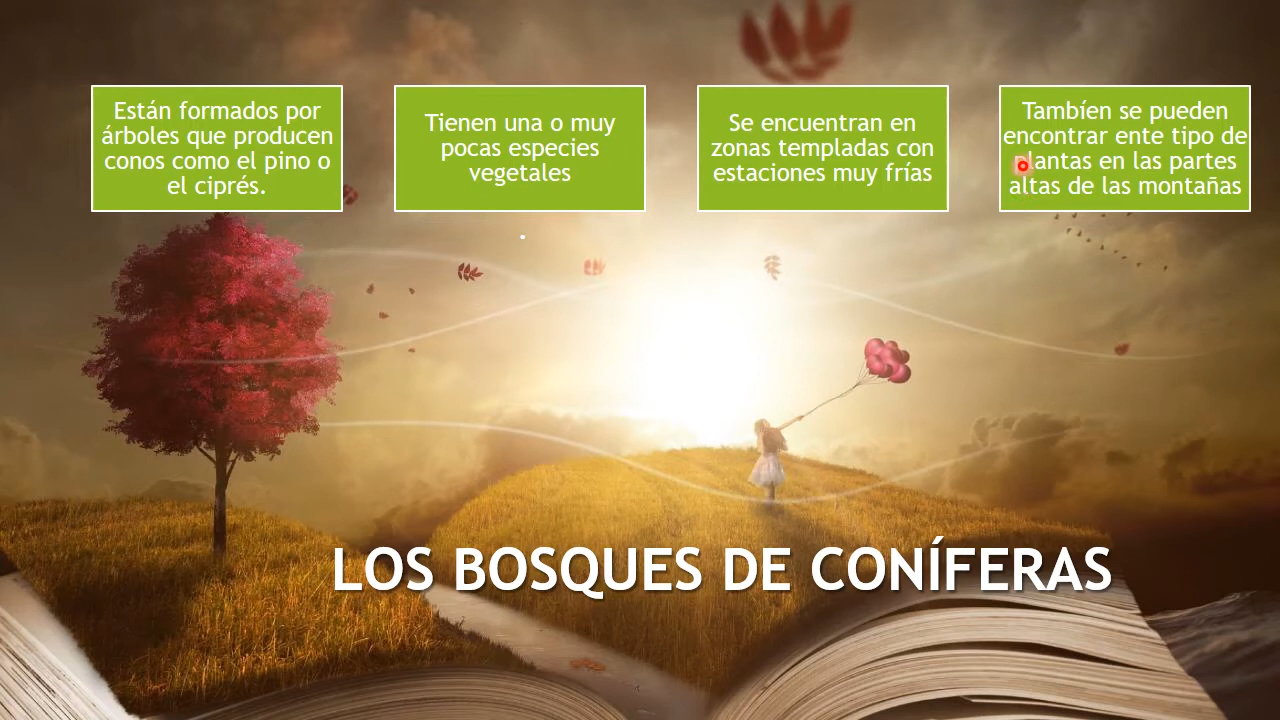 Están formados por
árboles que producen
conos como el pino o
el ciprés.
Tienen una o muy
pocas especies
vegetales
Se encuentran en
zonas templadas con
estaciones muy frías
Tambíen se pueden
encontrar ente tipo de
plantas en las partes
altas de las montañas
LOS BOSQUES DE CONÍFERAS